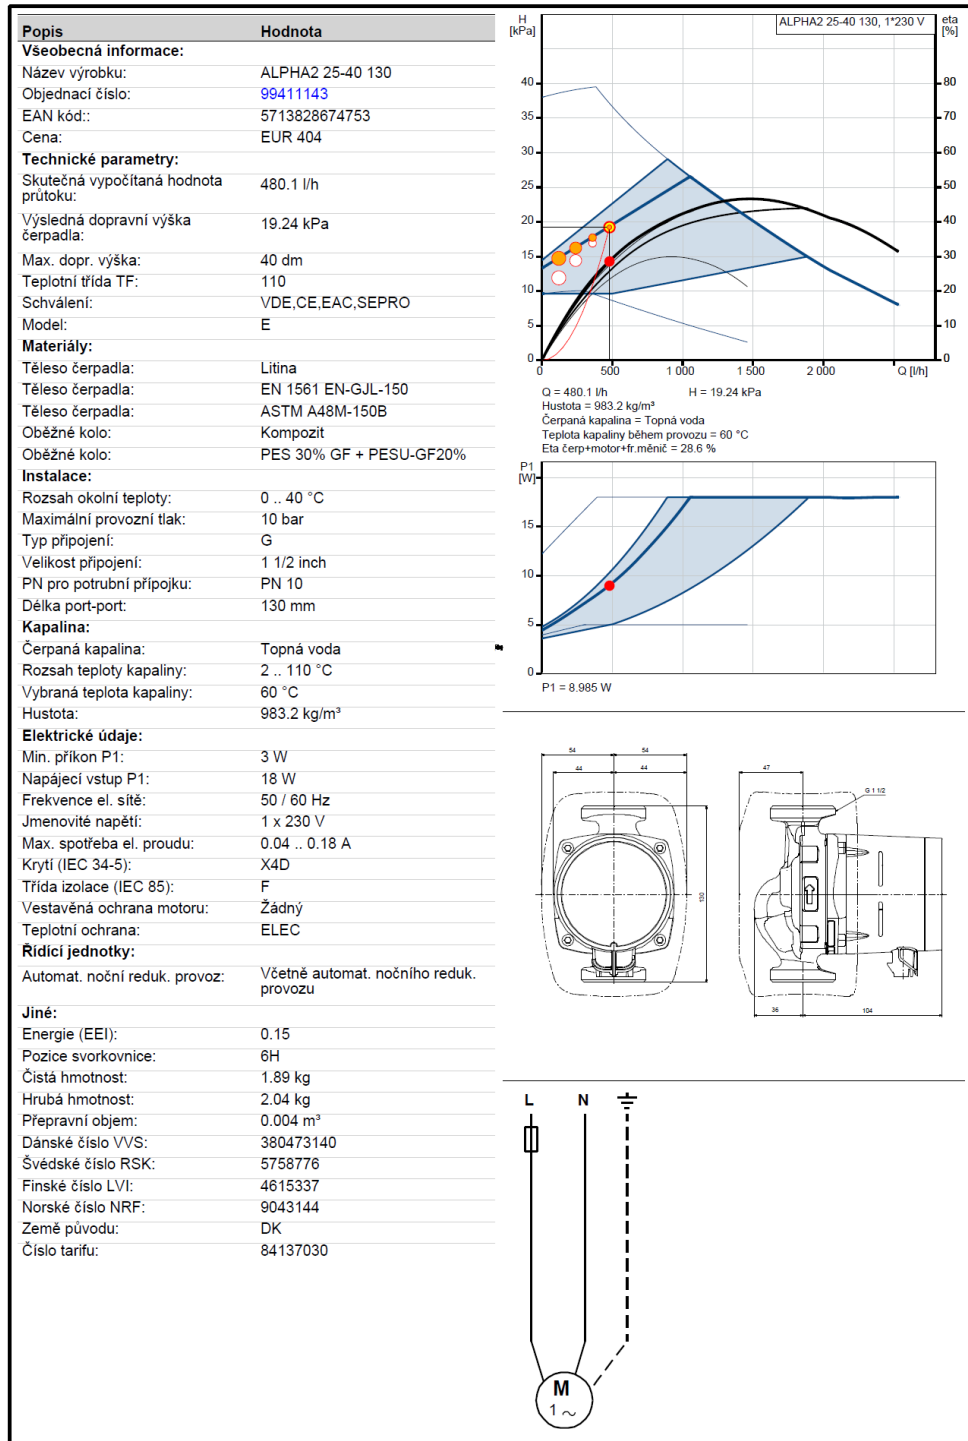 Popis Hodnota
Všeobecná informace:
Název výrobku: ALPHA2 25-40 130
Objednací číslo: 99411143
EAN kód:: 5713828674753
Cena: EUR 404
Technické parametry:
Skutečná vypočítaná hodnota průtoku: 480.1 l/h
Výsledná dopravní výška čerpadla: 19.24 kPa
Max. dopr. výška: 40 dm
Teplotní třída TF: 110
Schválení: VDE,CE,EAC,SEPRO
Model: E
Materiály:
Těleso čerpadla: Litina
Těleso čerpadla: EN 1561 EN-GJL-150
Těleso čerpadla: ASTM A48M-150B
Oběžné kolo: Kompozit
Oběžné kolo: PES 30% GF + PESU-GF20%
Instalace:
Rozsah okolní teploty: 0 .. 40 °C
Maximální provozní tlak: 10 bar
Typ připojení: G
Velikost připojení: 1 1/2 inch
PN pro potrubní přípojku: PN 10
Délka port-port: 130 mm
Kapalina:
Čerpaná kapalina: Topná voda
Rozsah teploty kapaliny: 2 .. 110 °C
Vybraná teplota kapaliny: 60 °C
Hustota: 983.2 kg/m³
Elektrické údaje:
Min. příkon P1: 3 W
Napájecí vstup P1: 18 W
Frekvence el. sítě: 50 / 60 Hz
Jmenovité napětí: 1 x 230 V
Max. spotřeba el. proudu: 0.04 .. 0.18 A
Krytí (IEC 34-5): X4D
Třída izolace (IEC 85): F
Vestavěná ochrana motoru: Žádný
Teplotní ochrana: ELEC
Řídící jednotky:
Automat. noční reduk. provoz: Včetně automat. nočního reduk. provozu
Jiné:
Energie (EEI): 0.15
Pozice svorkovnice: 6H
Čistá hmotnost: 1.89 kg
Hrubá hmotnost: 2.04 kg
Přepravní objem: 0.004 m³
Dánské číslo VVS: 380473140
Švédské číslo RSK: 5758776
Finské číslo LVI: 4615337
Norské číslo NRF: 9043144
Země původu: DK
Číslo tarifu: 84137030
H
[kPa]
ALPHA2 25-40 130, 1*230 V
eta
[%]
40
35
30
25
20
15
10
5
0
80
70
60
50
40
30
20
10
0
0 500 1 000 1 500 2 000 Q [l/h]
Q = 480.1 l/h H = 19.24 kPa
Hustota = 983.2 kg/m³
Čerpaná kapalina = Topná voda
Teplota kapaliny během provozu = 60 °C
Eta čerp+motor+fr.měnič = 28.6 %
P1
[W]
15
10
5
0
P1 = 8.985 W
54 54
44 44
130
47
G 1 1/2
36 104
L N
M
1 ~